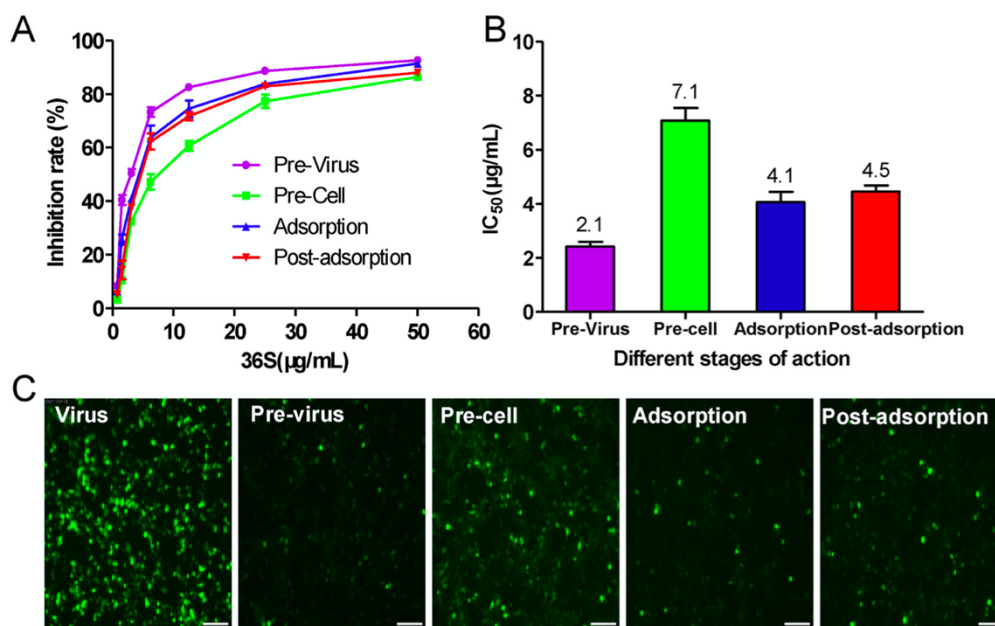 A
Inhibition rate (%)
100
80
60
40
20
0
0 10 20 30 40 50 60
36S(μg/mL)
Pre-Virus
Pre-Cell
Adsorption
Post-adsorption
B
IC50(μg/mL)
10
8
6
4
2
0
2.1
7.1
4.1
4.5
Pre-Virus Pre-cell Adsorption Post-adsorption
Different stages of action
C
Virus
Pre-virus
Pre-cell
Adsorption
Post-adsorption